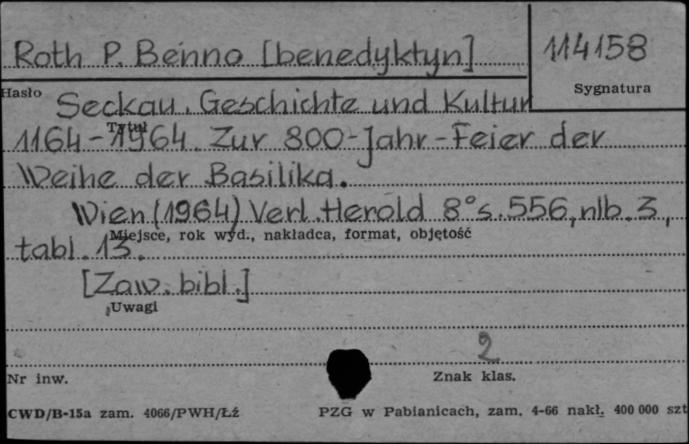 Roth P. Benno [benedyktyn]
114158
Hasło
Sygnatura
Seckau. Geschichte und Kultur
Tytuł
1164-1964. Zur 800-Jahr-Feier der
Weihe der Basilika.
Wien (1964) Verl. Herold 8° s. 556, nlb. 3,
Miejsce, rok wyd., nakładca, format, objętość
tabl. 13.
[Zaw. bibl.]
Uwagi
2
Nr inw.
Znak klas.
CWD/B-15a zam. 4066/PWH/Łź
PZG w Pabianicach, zam. 4-66 nakł. 400 000 szt